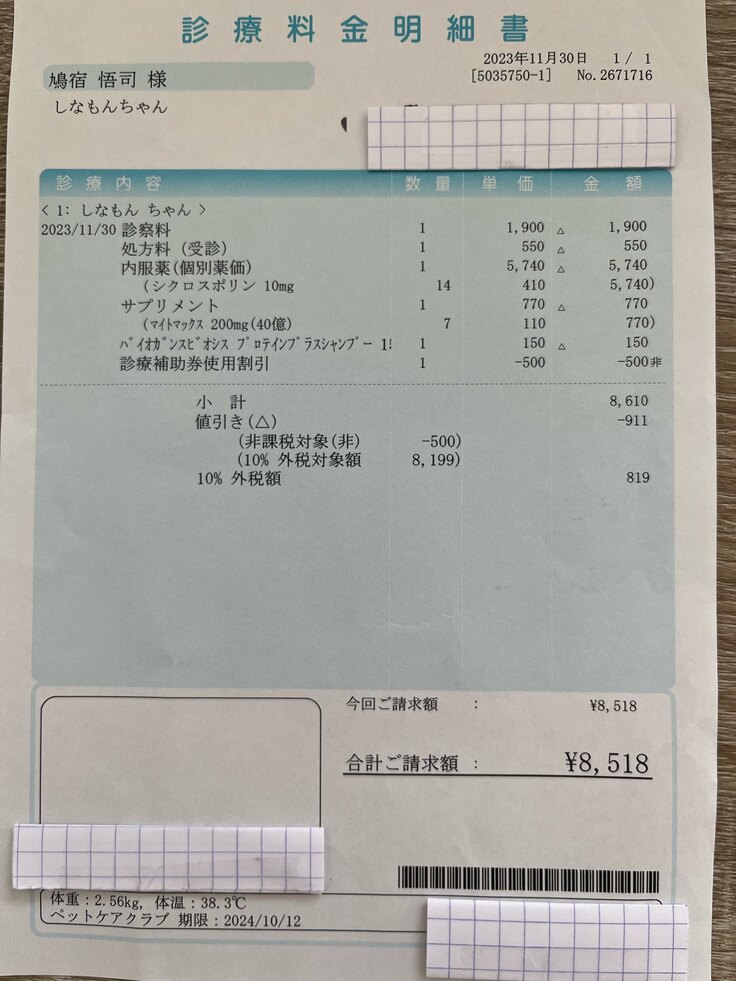 診療料金明細書
2023年11月30日 1 / 1
[5035750-1] No.2671716
鳩宿 悟司 様
しなもんちゃん
診療内容 数量 単価 金額
< 1: しなもん ちゃん >
2023/11/30 診察料 1 1,900 △ 1,900
処方料 (受診) 1 550 △ 550
内服薬(個別薬価) 1 5,740 △ 5,740
(シクロスポリン 10mg 14 410 5,740)
サプリメント 1 770 △ 770
(マイトマックス 200mg(40億) 7 110 770)
バイオガンスビオシス プロテインプラスシャンプー 1 150 △ 150
診療補助券使用割引 1 -500 -500非
小 計 8,610
値引き(△) -911
(非課税対象(非) -500)
(10% 外税対象額 8,199)
10% 外税額 819
今回ご請求額 : ¥8,518
合計ご請求額 : ¥8,518
体重:2.56kg, 体温:38.3℃
ペットケアクラブ 期限:2024/10/12